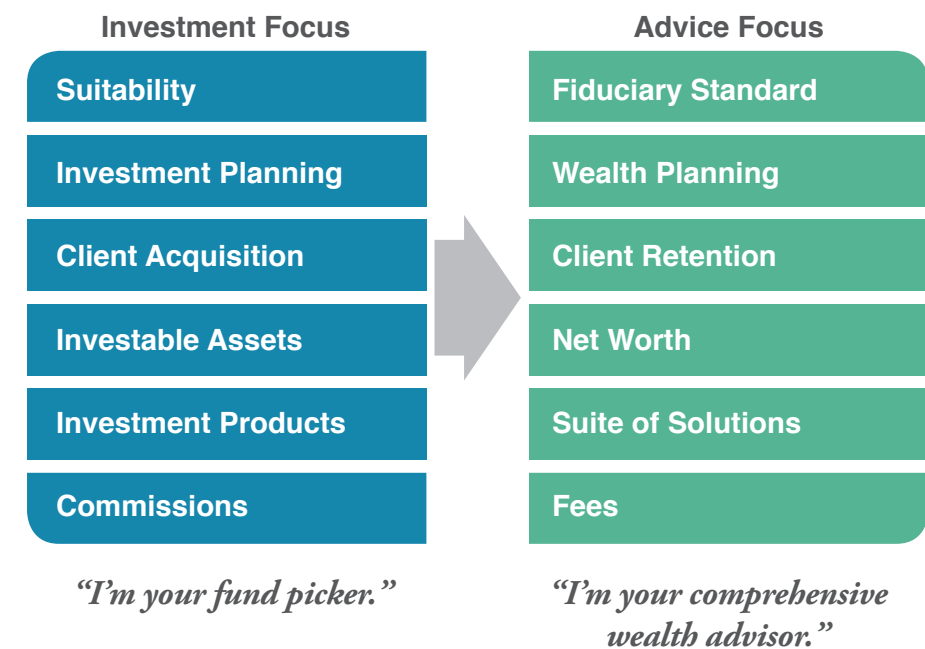 Investment Focus
Suitability
Investment Planning
Client Acquisition
Investable Assets
Investment Products
Commissions
“I’m your fund picker.”
Advice Focus
Fiduciary Standard
Wealth Planning
Client Retention
Net Worth
Suite of Solutions
Fees
“I’m your comprehensive
wealth advisor.”